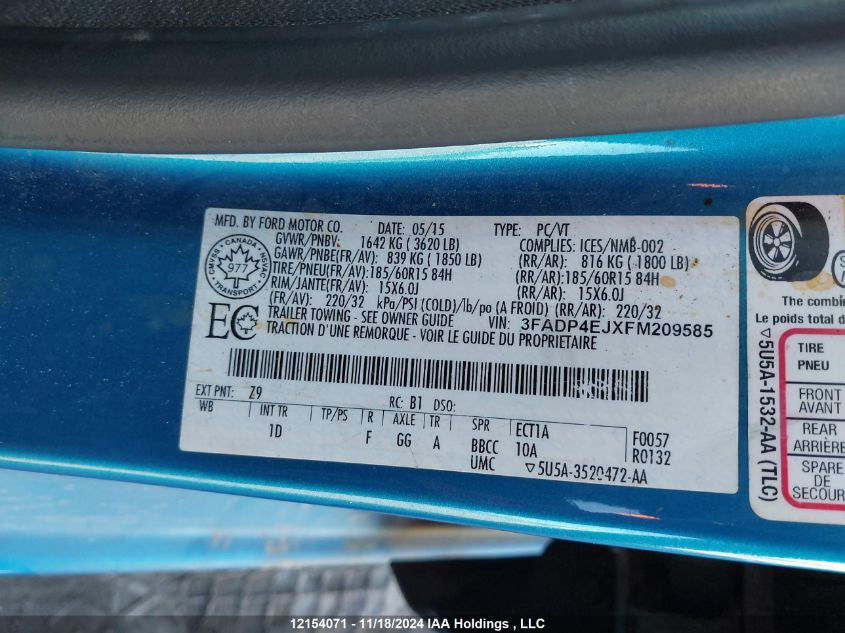 MFD. BY FORD MOTOR CO. DATE: 05/15 TYPE: PC/VT
GVWR/PNBV: 1642 KG ( 3620 LB) COMPLIES: ICES/NMB-002
GAWR/PNBE(FR/AV): 839 KG ( 1850 LB) (RR/AR): 816 KG ( 1800 LB)
TIRE/PNEU(FR/AV):185/60R15 84H (RR/AR):185/60R15 84H
RIM/JANTE(FR/AV): 15X6.0J (RR/AR): 15X6.0J
(FR/AV): 220/32 kPa/PSI (COLD)/lb/po (A FROID) (RR/AR): 220/32
TRAILER TOWING - SEE OWNER GUIDE VIN: 3FADP4EJXFM209585
TRACTION D'UNE REMORQUE - VOIR LE GUIDE DU PROPRIETAIRE
CANADA
CMVSS NSVAC
977
TRANSPORT
EC
EXT PNT: Z9 RC: B1 DSO:
WB INT TR TP/PS R AXLE TR SPR ECT1A F0057
1D F GG A BBCC 10A R0132
UMC ▽5U5A-3520472-AA
The combin
Le poids total d
▽5U5A-1532-AA (TLC)
TIRE
PNEU
FRONT
AVANT
REAR
ARRIÈRE
SPARE
DE
SECOUR
12154071 - 11/18/2024 IAA Holdings , LLC